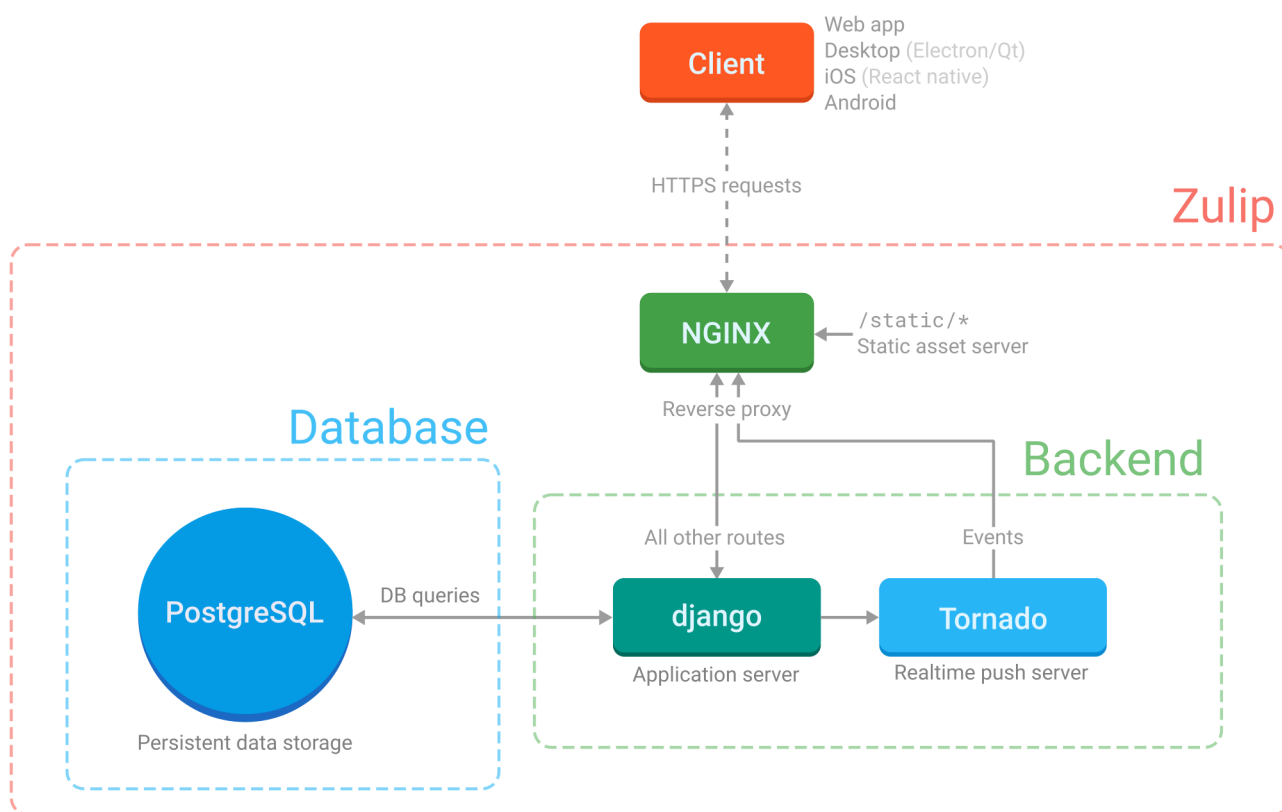 Client
Web app
Desktop (Electron/Qt)
iOS (React native)
Android
HTTPS requests
Zulip
NGINX
/static/*
Static asset server
Reverse proxy
Database
Backend
All other routes
Events
PostgreSQL
DB queries
django
Tornado
Application server
Realtime push server
Persistent data storage